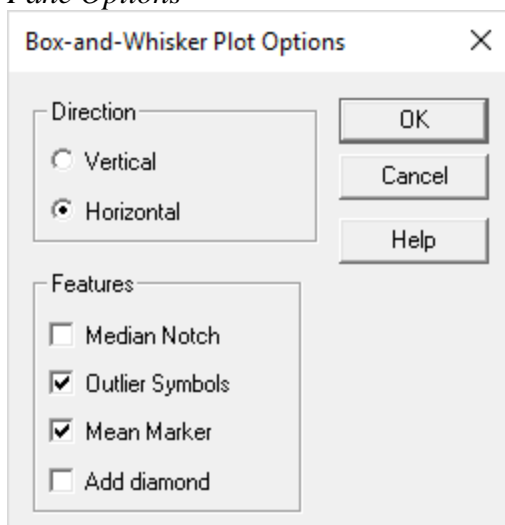 Pane Options
Box-and-Whisker Plot Options
Direction
Vertical
Horizontal
OK
Cancel
Help
Features
Median Notch
Outlier Symbols
Mean Marker
Add diamond